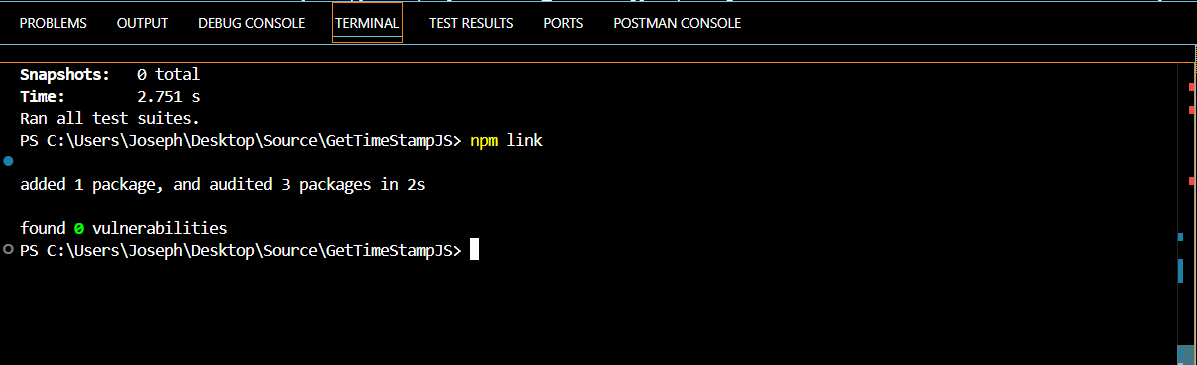 PROBLEMS OUTPUT DEBUG CONSOLE TERMINAL TEST RESULTS PORTS POSTMAN CONSOLE
Snapshots: 0 total
Time: 2.751 s
Ran all test suites.
PS C:\Users\Joseph\Desktop\Source\GetTimeStampJS> npm link
added 1 package, and audited 3 packages in 2s
found 0 vulnerabilities
PS C:\Users\Joseph\Desktop\Source\GetTimeStampJS>